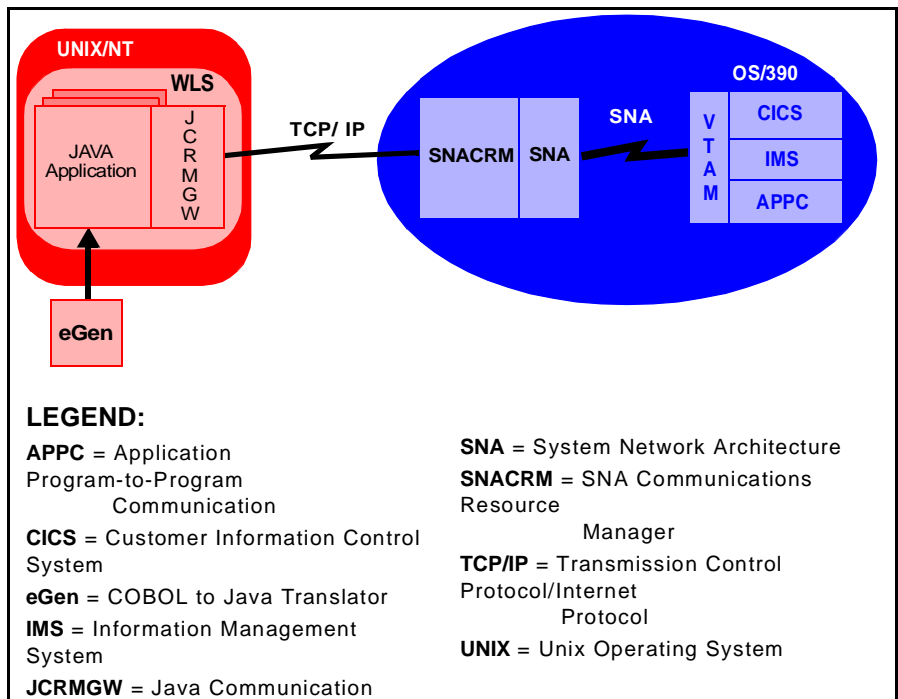 UNIX/NT
WLS
JAVA
Application
J
C
R
M
G
W
TCP/ IP
SNACRM
SNA
SNA
OS/390
V
T
A
M
CICS
IMS
APPC
eGen
LEGEND:
APPC = Application
Program-to-Program
Communication
CICS = Customer Information Control
System
eGen = COBOL to Java Translator
IMS = Information Management
System
JCRMGW = Java Communication
SNA = System Network Architecture
SNACRM = SNA Communications
Resource
Manager
TCP/IP = Transmission Control
Protocol/Internet
Protocol
UNIX = Unix Operating System